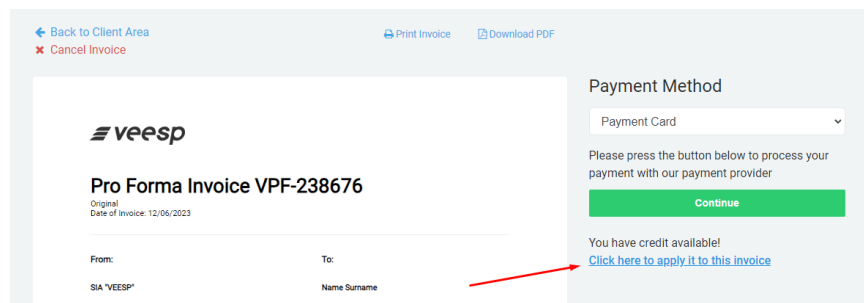 Back to Client Area
Print Invoice
Download PDF
Cancel Invoice
veesp
Pro Forma Invoice VPF-238676
Original
Date of Invoice: 12/06/2023
From:
To:
SIA "VEESP"
Name Surname
Payment Method
Payment Card
Please press the button below to process your
payment with our payment provider
Continue
You have credit available!
Click here to apply it to this invoice